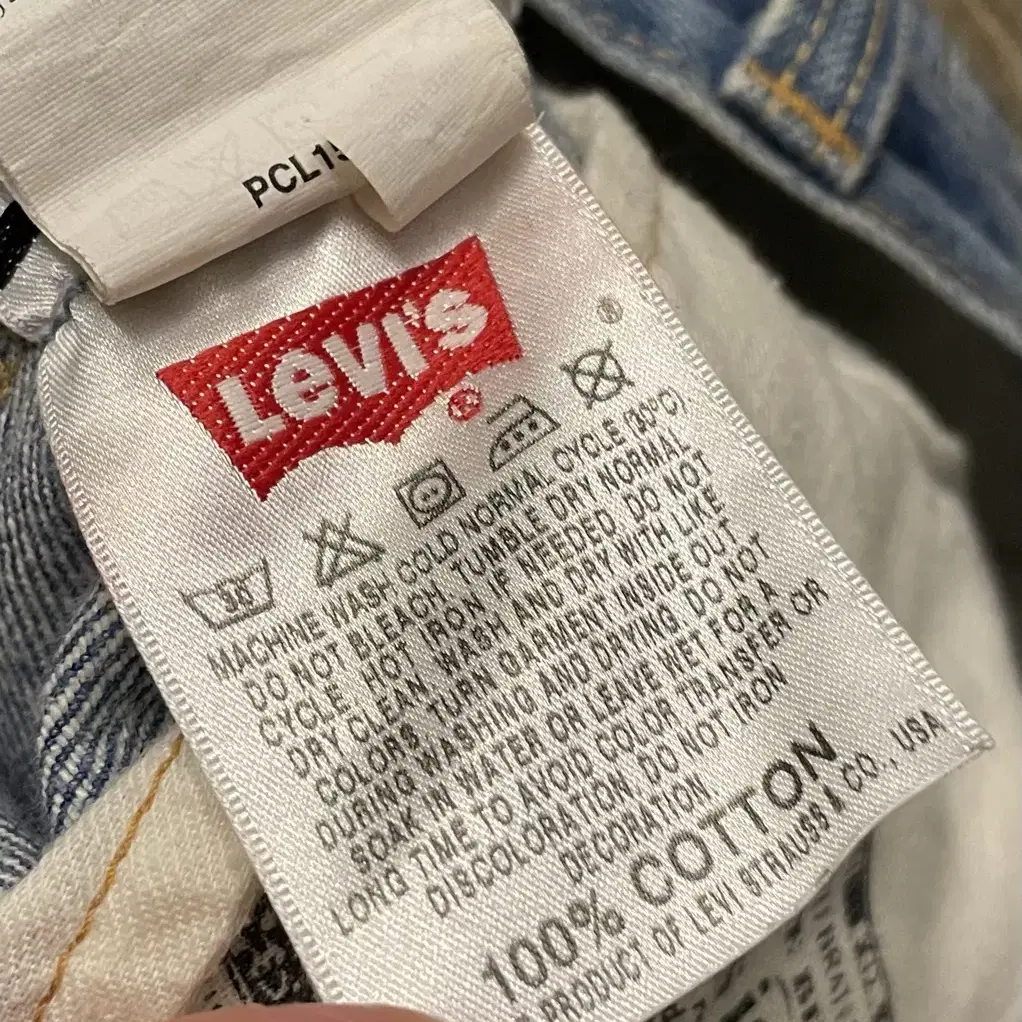 PCL15
LEVI'S
®
®
30
MACHINE WASH COLD NORMAL CYCLE (30°C).
DO NOT BLEACH. TUMBLE DRY NORMAL
CYCLE. HOT IRON IF NEEDED. DO NOT
DRY CLEAN. WASH AND DRY WITH LIKE
COLORS. TURN GARMENT INSIDE OUT
DURING WASHING AND DRYING. DO NOT
SOAK IN WATER OR LEAVE WET FOR A
LONG TIME TO AVOID COLOR TRANSFER OR
DISCOLORATION. DO NOT IRON
DECORATION
100% COTTON
PRODUCT OF LEVI STRAUSS & CO., USA